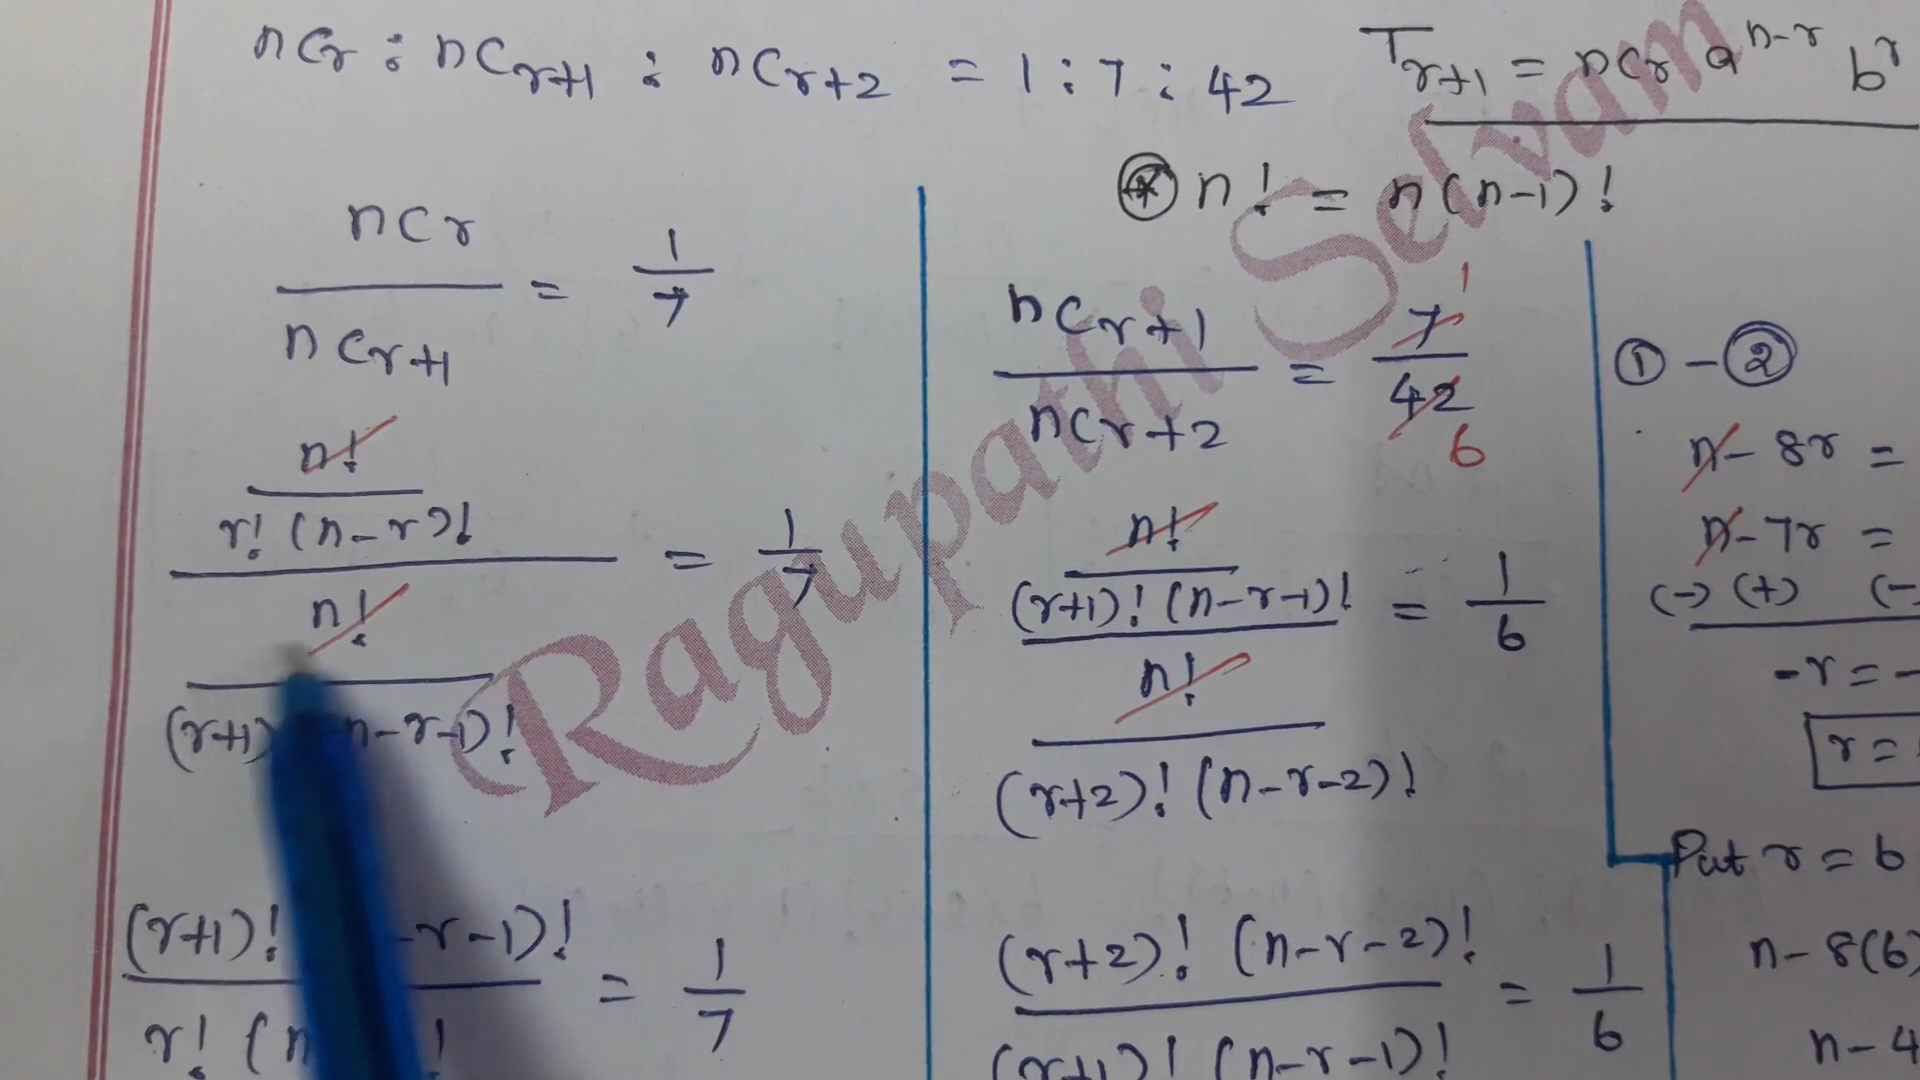 nCr : nCr+1 : nCr+2 = 1 : 7 : 42
Tr+1 = nCr a^n-r b^r
* n! = n(n-1)!
nCr / nCr+1 = 1/7
n! / r! (n-r)!
= 1/7
n! / (r+1) n-r-1)!
(r+1)! -r-1)! / r! (n ! = 1/7
nCr+1 / nCr+2 = 7/42
1
6
n! / (r+1)! (n-r-1)!
= 1/6
n! / (r+2)! (n-r-2)!
(r+2)! (n-r-2)! / (r+1)! (n-r-1)! = 1/6
① - ②
n - 8r =
n - 7r =
(-) (+) (-
-r = -
r =
Put r = 6
n - 8(6)
n - 4
Ragupathi Selvam